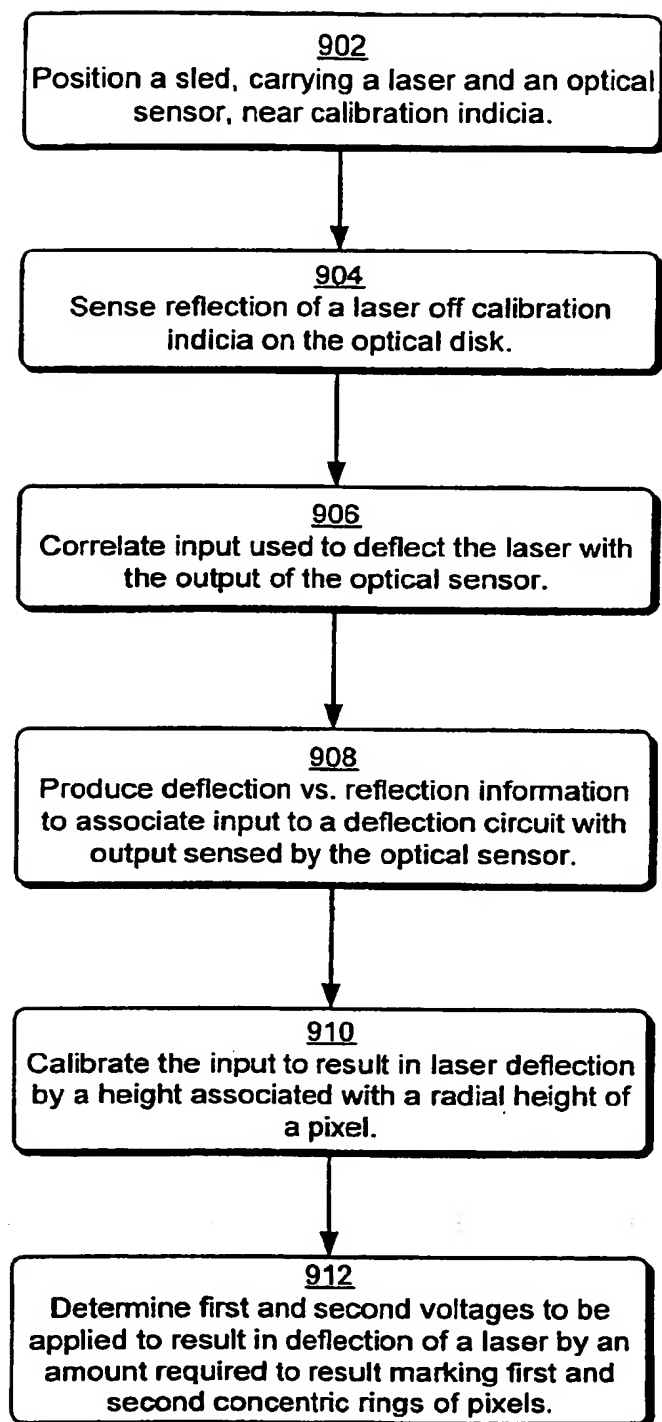 902
Position a sled, carrying a laser and an optical
sensor, near calibration indicia.
904
Sense reflection of a laser off calibration
indicia on the optical disk.
906
Correlate input used to deflect the laser with
the output of the optical sensor.
908
Produce deflection vs. reflection information
to associate input to a deflection circuit with
output sensed by the optical sensor.
910
Calibrate the input to result in laser deflection
by a height associated with a radial height of
a pixel.
912
Determine first and second voltages to be
applied to result in deflection of a laser by an
amount required to result marking first and
second concentric rings of pixels.